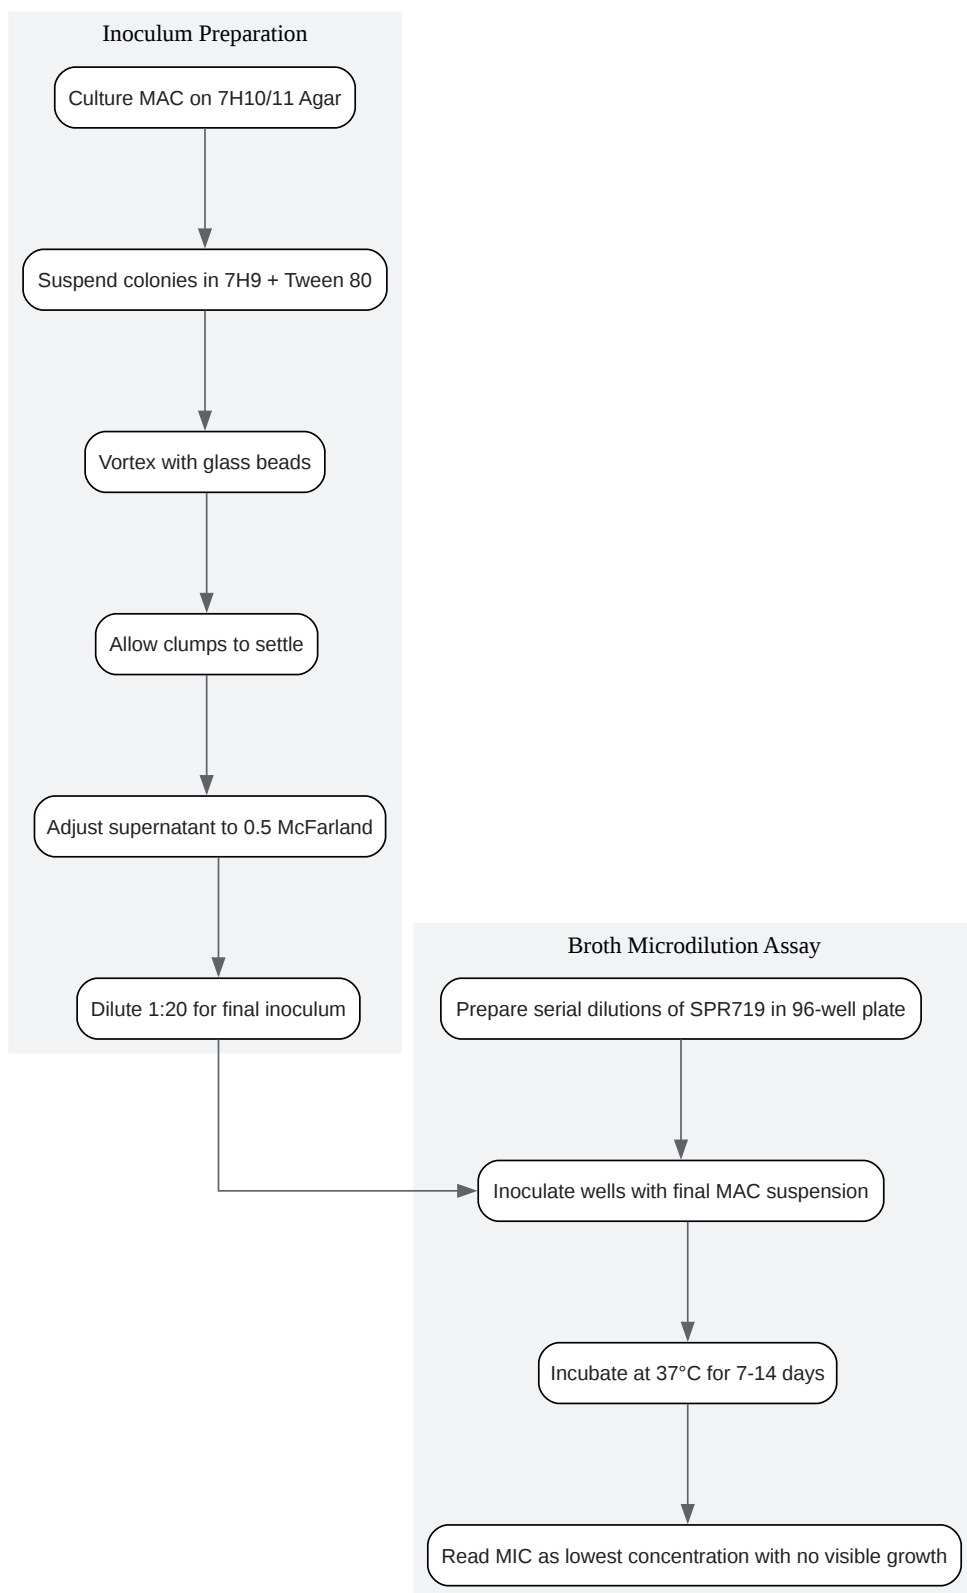 Inoculum Preparation
Culture MAC on 7H10/11 Agar
Suspend colonies in 7H9 + Tween 80
Vortex with glass beads
Allow clumps to settle
Adjust supernatant to 0.5 McFarland
Dilute 1:20 for final inoculum
Broth Microdilution Assay
Prepare serial dilutions of SPR719 in 96-well plate
Inoculate wells with final MAC suspension
Incubate at 37°C for 7-14 days
Read MIC as lowest concentration with no visible growth